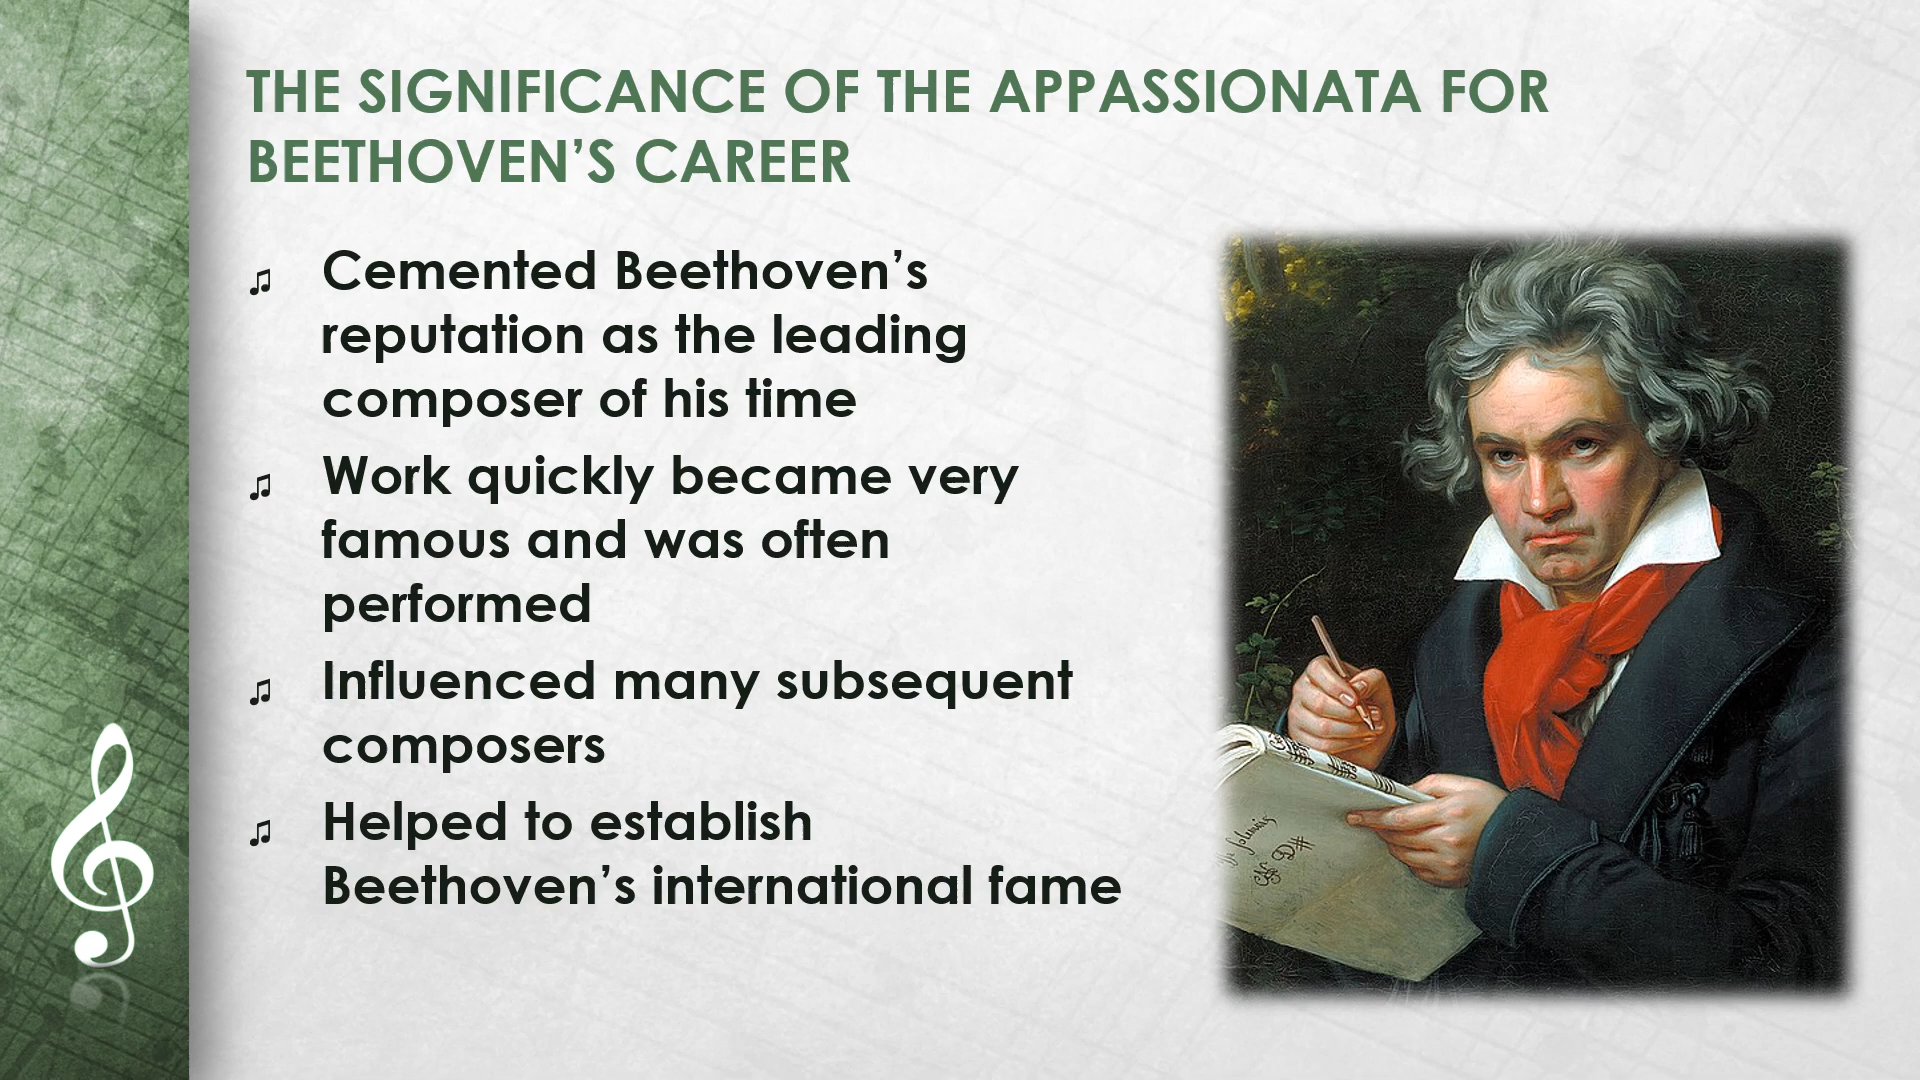 THE SIGNIFICANCE OF THE APPASSIONATA FOR
BEETHOVEN’S CAREER
♫ Cemented Beethoven’s
reputation as the leading
composer of his time
♫ Work quickly became very
famous and was often
performed
♫ Influenced many subsequent
composers
♫ Helped to establish
Beethoven’s international fame
D#